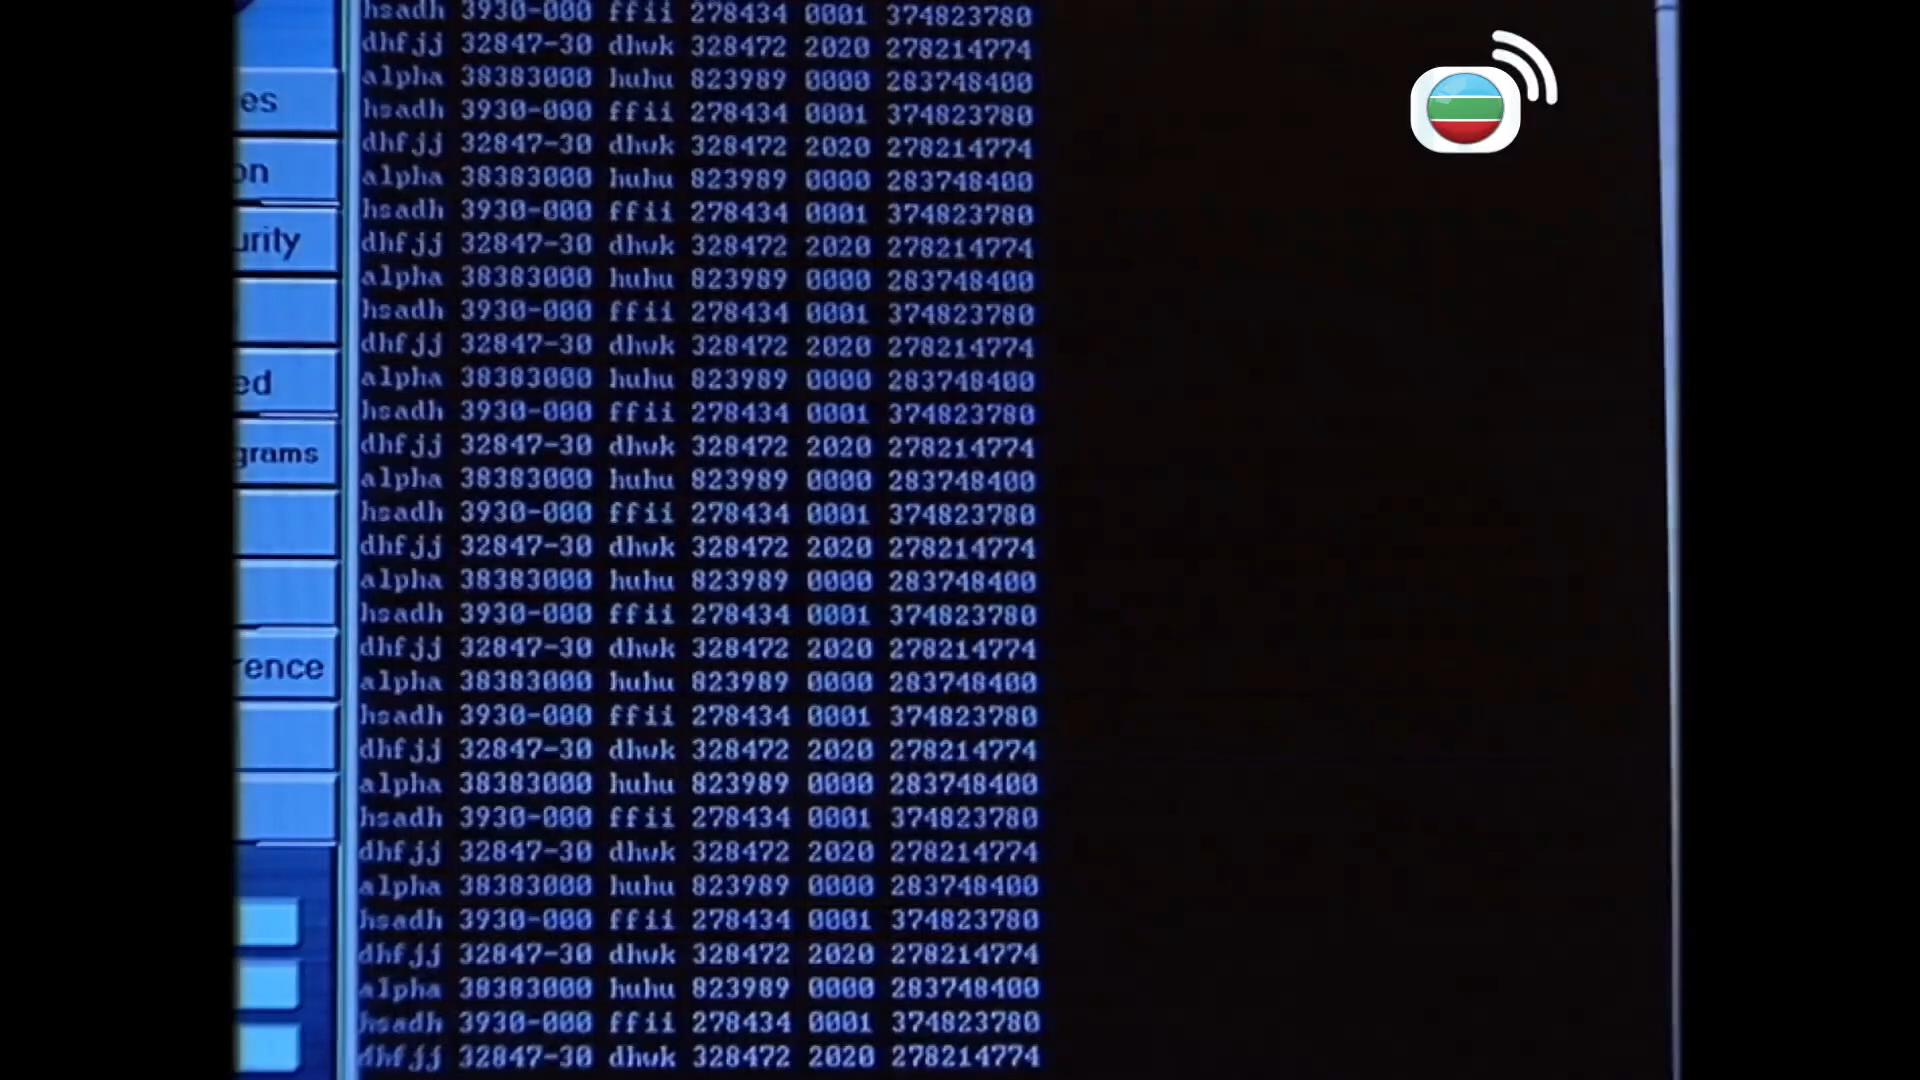 es
on
urity
ed
grams
rence
hsadh 3930-000 ffii 278434 0001 374823780
dhfjj 32847-30 dhwk 328472 2020 278214774
alpha 38383000 huhu 823989 0000 283748400
hsadh 3930-000 ffii 278434 0001 374823780
dhfjj 32847-30 dhwk 328472 2020 278214774
alpha 38383000 huhu 823989 0000 283748400
hsadh 3930-000 ffii 278434 0001 374823780
dhfjj 32847-30 dhwk 328472 2020 278214774
alpha 38383000 huhu 823989 0000 283748400
hsadh 3930-000 ffii 278434 0001 374823780
dhfjj 32847-30 dhwk 328472 2020 278214774
alpha 38383000 huhu 823989 0000 283748400
hsadh 3930-000 ffii 278434 0001 374823780
dhfjj 32847-30 dhwk 328472 2020 278214774
alpha 38383000 huhu 823989 0000 283748400
hsadh 3930-000 ffii 278434 0001 374823780
dhfjj 32847-30 dhwk 328472 2020 278214774
alpha 38383000 huhu 823989 0000 283748400
hsadh 3930-000 ffii 278434 0001 374823780
dhfjj 32847-30 dhwk 328472 2020 278214774
alpha 38383000 huhu 823989 0000 283748400
hsadh 3930-000 ffii 278434 0001 374823780
dhfjj 32847-30 dhwk 328472 2020 278214774
alpha 38383000 huhu 823989 0000 283748400
hsadh 3930-000 ffii 278434 0001 374823780
dhfjj 32847-30 dhwk 328472 2020 278214774
alpha 38383000 huhu 823989 0000 283748400
hsadh 3930-000 ffii 278434 0001 374823780
dhfjj 32847-30 dhwk 328472 2020 278214774
alpha 38383000 huhu 823989 0000 283748400
hsadh 3930-000 ffii 278434 0001 374823780
dhfjj 32847-30 dhwk 328472 2020 278214774